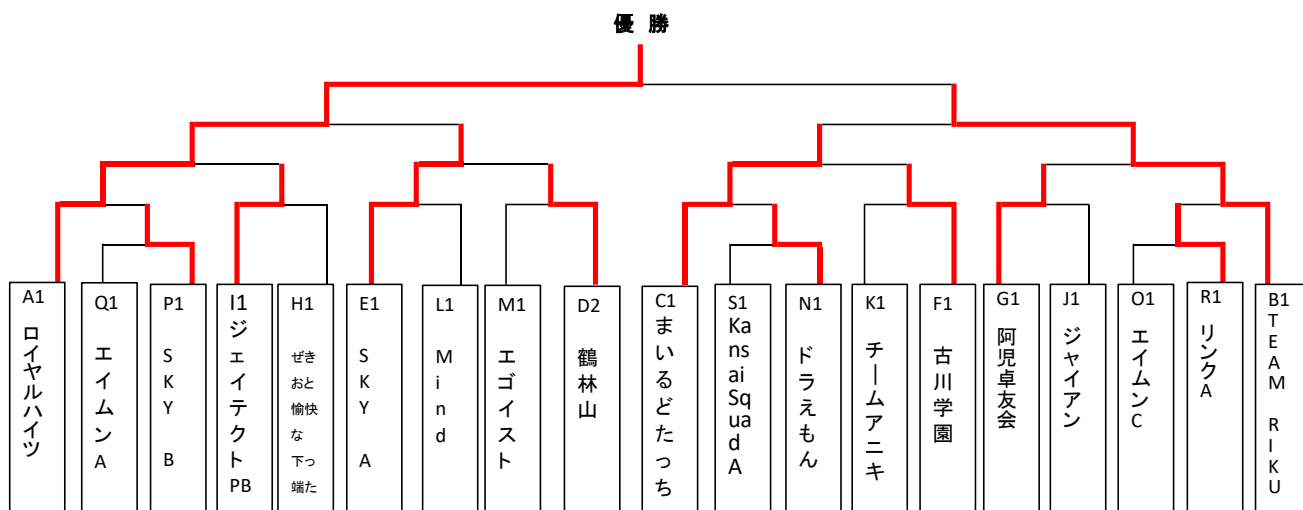 優 勝
A1
ロイヤルハイツ
Q1
エイムンA
P1
SKY B
I1
ジェイテクトPB
H1
ぜき
おと
愉快
な
下っ
端た
E1
SKY A
L1
Mind
M1
エゴイスト
D2
鶴林山
C1
まいるどたっち
S1
Kansai Squad A
N1
ドラえもん
K1
チームアニキ
F1
古川学園
G1
阿児卓友会
J1
ジャイアン
O1
エイムンC
R1
リンクA
B1
TEAM RIKU